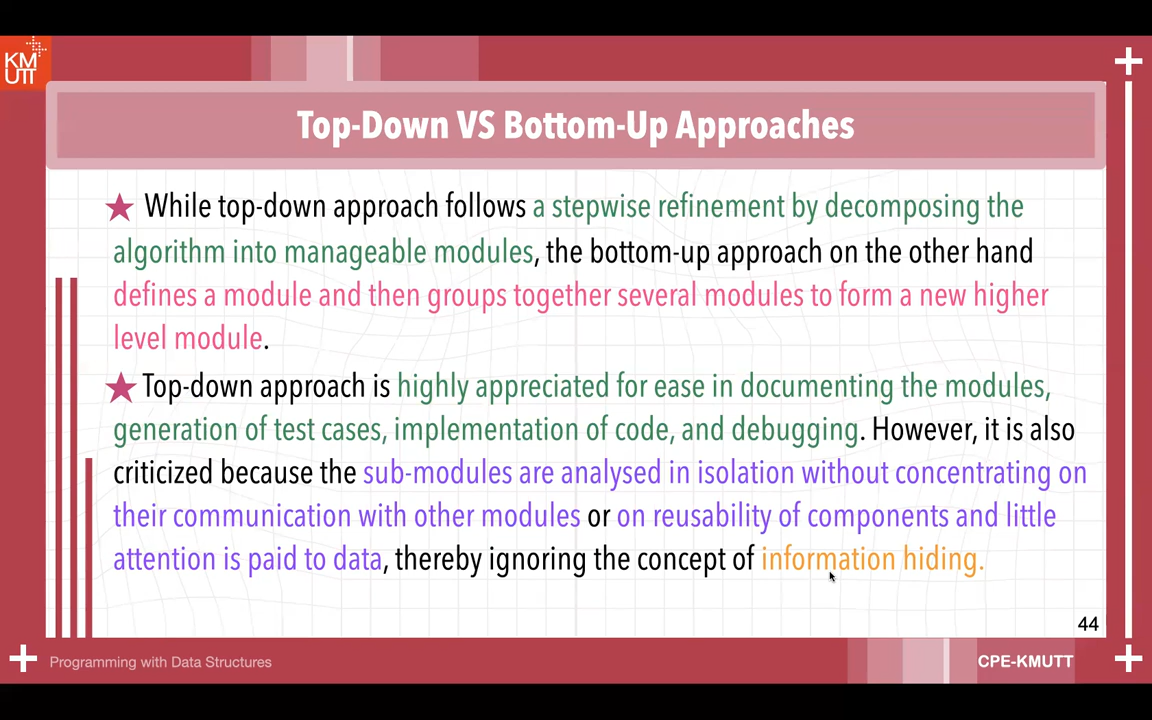 KM
UTT
Top-Down VS Bottom-Up Approaches
While top-down approach follows a stepwise refinement by decomposing the
algorithm into manageable modules, the bottom-up approach on the other hand
defines a module and then groups together several modules to form a new higher
level module.
Top-down approach is highly appreciated for ease in documenting the modules,
generation of test cases, implementation of code, and debugging. However, it is also
criticized because the sub-modules are analysed in isolation without concentrating on
their communication with other modules or on reusability of components and little
attention is paid to data, thereby ignoring the concept of information hiding.
44
Programming with Data Structures
CPE-KMUTT